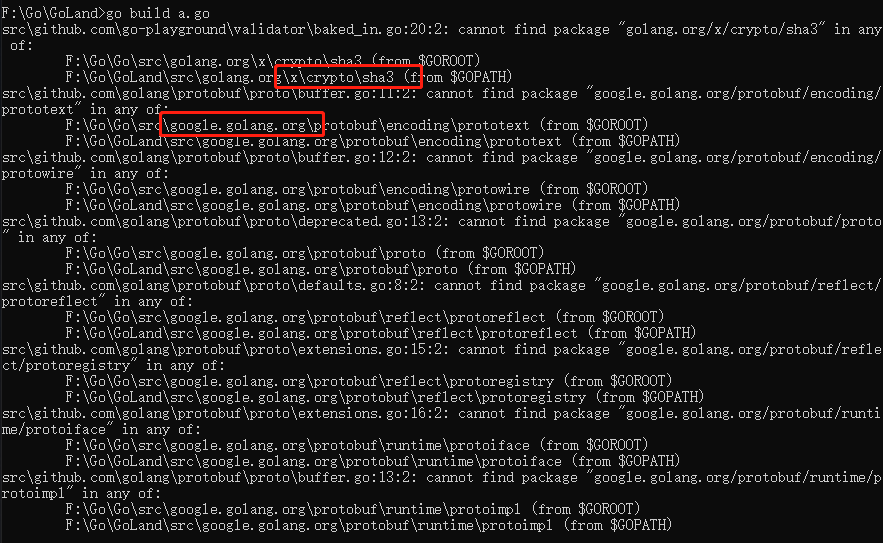 F:\Go\GoLand>go build a.go
src\github.com\go-playground\validator\baked_in.go:20:2: cannot find package "golang.org/x/crypto/sha3" in any
 of:
        F:\Go\Go\src\golang.org\x\crypto\sha3 (from $GOROOT)
        F:\Go\GoLand\src\golang.org\x\crypto\sha3 (from $GOPATH)
src\github.com\golang\protobuf\proto\buffer.go:11:2: cannot find package "google.golang.org/protobuf/encoding/
prototext" in any of:
        F:\Go\Go\src\google.golang.org\protobuf\encoding\prototext (from $GOROOT)
        F:\Go\GoLand\src\google.golang.org\protobuf\encoding\prototext (from $GOPATH)
src\github.com\golang\protobuf\proto\buffer.go:12:2: cannot find package "google.golang.org/protobuf/encoding/
protowire" in any of:
        F:\Go\Go\src\google.golang.org\protobuf\encoding\protowire (from $GOROOT)
        F:\Go\GoLand\src\google.golang.org\protobuf\encoding\protowire (from $GOPATH)
src\github.com\golang\protobuf\proto\deprecated.go:13:2: cannot find package "google.golang.org/protobuf/proto
" in any of:
        F:\Go\Go\src\google.golang.org\protobuf\proto (from $GOROOT)
        F:\Go\GoLand\src\google.golang.org\protobuf\proto (from $GOPATH)
src\github.com\golang\protobuf\proto\defaults.go:8:2: cannot find package "google.golang.org/protobuf/reflect/
protoreflect" in any of:
        F:\Go\Go\src\google.golang.org\protobuf\reflect\protoreflect (from $GOROOT)
        F:\Go\GoLand\src\google.golang.org\protobuf\reflect\protoreflect (from $GOPATH)
src\github.com\golang\protobuf\proto\extensions.go:15:2: cannot find package "google.golang.org/protobuf/refle
ct/protoregistry" in any of:
        F:\Go\Go\src\google.golang.org\protobuf\reflect\protoregistry (from $GOROOT)
        F:\Go\GoLand\src\google.golang.org\protobuf\reflect\protoregistry (from $GOPATH)
src\github.com\golang\protobuf\proto\extensions.go:16:2: cannot find package "google.golang.org/protobuf/runti
me/protoiface" in any of:
        F:\Go\Go\src\google.golang.org\protobuf\runtime\protoiface (from $GOROOT)
        F:\Go\GoLand\src\google.golang.org\protobuf\runtime\protoiface (from $GOPATH)
src\github.com\golang\protobuf\proto\buffer.go:13:2: cannot find package "google.golang.org/protobuf/runtime/p
rotoimpl" in any of:
        F:\Go\Go\src\google.golang.org\protobuf\runtime\protoimpl (from $GOROOT)
        F:\Go\GoLand\src\google.golang.org\protobuf\runtime\protoimpl (from $GOPATH)